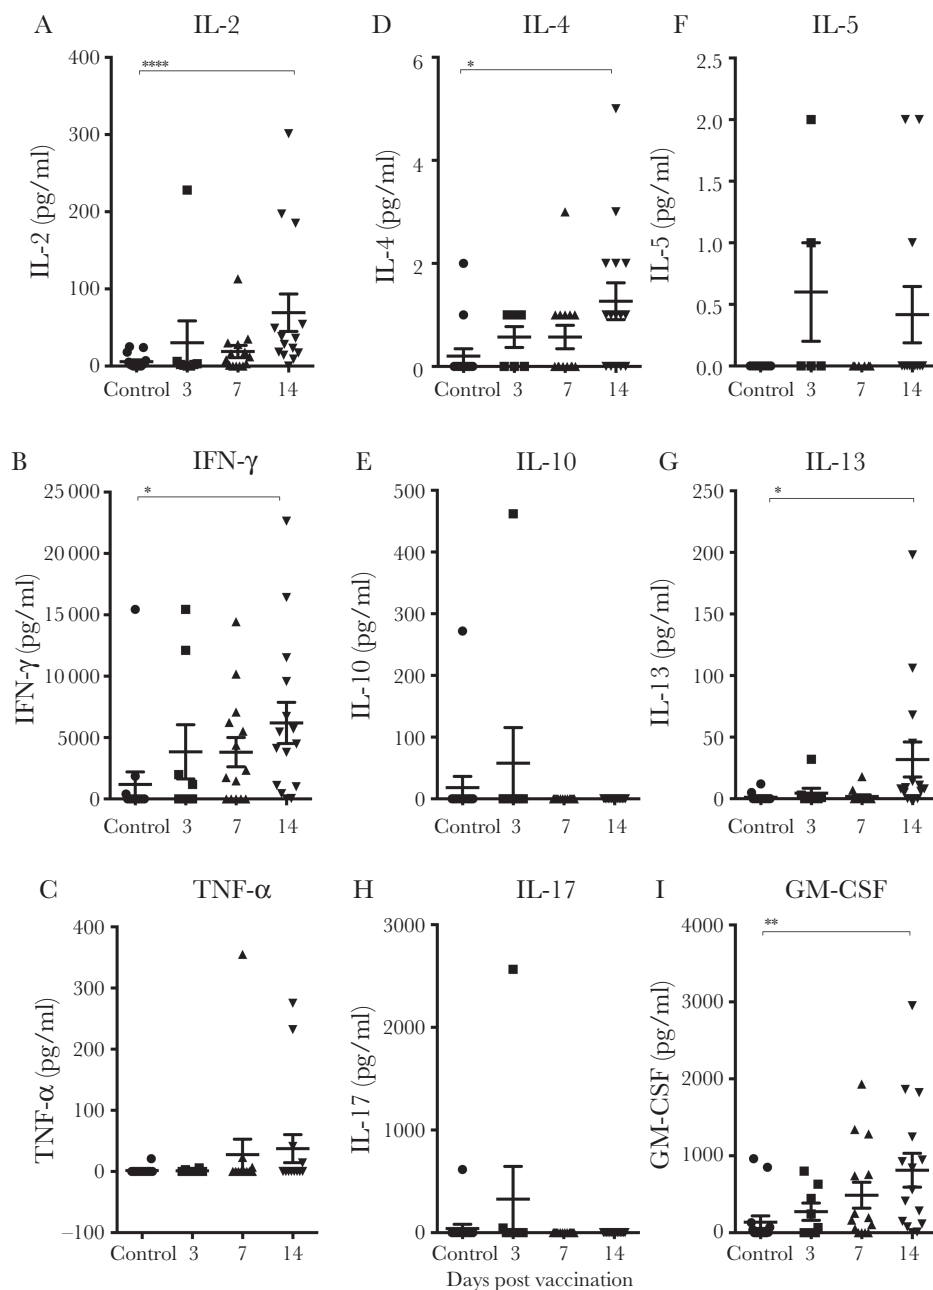 A IL-2
****
IL-2 (pg/ml)
400
300
200
100
0
Control 3 7 14
D IL-4
*
IL-4 (pg/ml)
6
4
2
0
Control 3 7 14
F IL-5
IL-5 (pg/ml)
2.5
2.0
1.5
1.0
0.5
0.0
Control 3 7 14
B IFN-γ
*
IFN-γ (pg/ml)
25 000
20 000
15 000
10 000
5000
0
Control 3 7 14
E IL-10
IL-10 (pg/ml)
500
400
300
200
100
0
Control 3 7 14
G IL-13
*
IL-13 (pg/ml)
250
200
150
100
50
0
Control 3 7 14
C TNF-α
TNF-α (pg/ml)
400
300
200
100
0
−100
Control 3 7 14
H IL-17
IL-17 (pg/ml)
3000
2000
1000
0
Control 3 7 14
Days post vaccination
I GM-CSF
**
GM-CSF (pg/ml)
4000
3000
2000
1000
0
Control 3 7 14